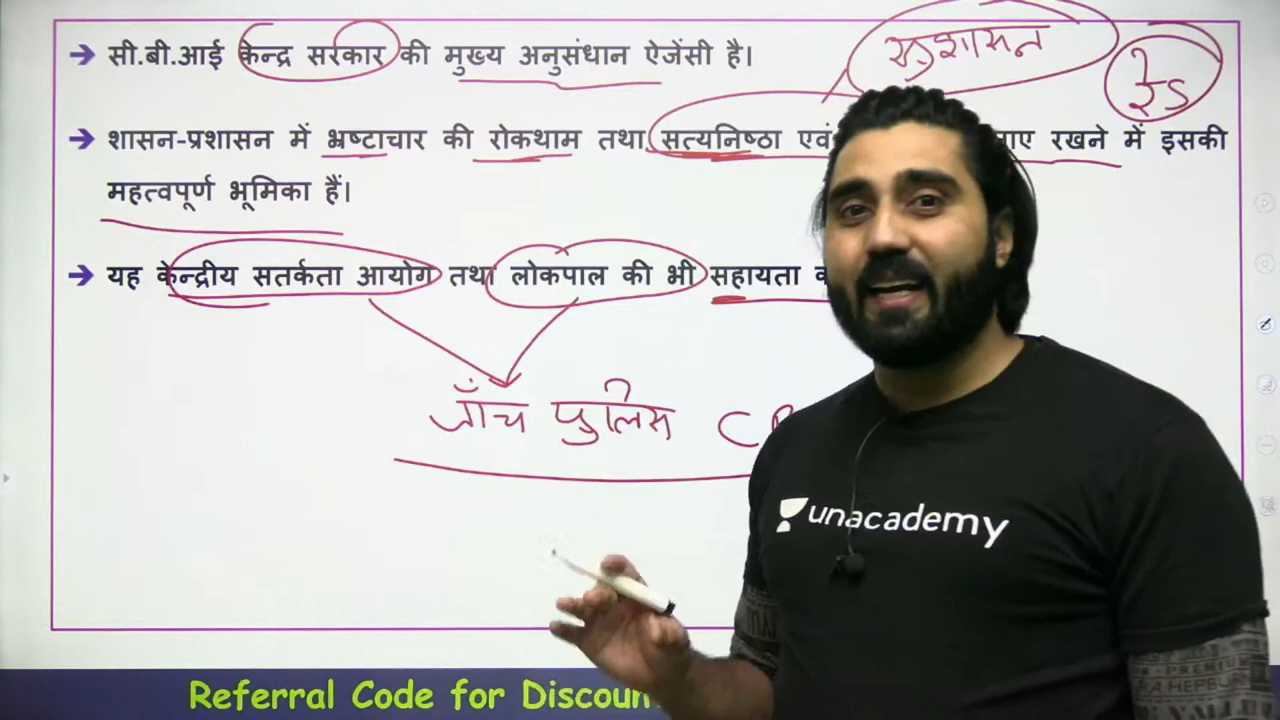 सुशासन
रेड
→ सी.बी.आई केन्द्र सरकार की मुख्य अनुसंधान ऐजेंसी है।
→ शासन-प्रशासन में भ्रष्टाचार की रोकथाम तथा सत्यनिष्ठा एवं रखने में इसकी
महत्वपूर्ण भूमिका हैं।
→ यह केन्द्रीय सतर्कता आयोग तथा लोकपाल की भी सहायता
जाँच पुलिस
unacademy
Referral Code for